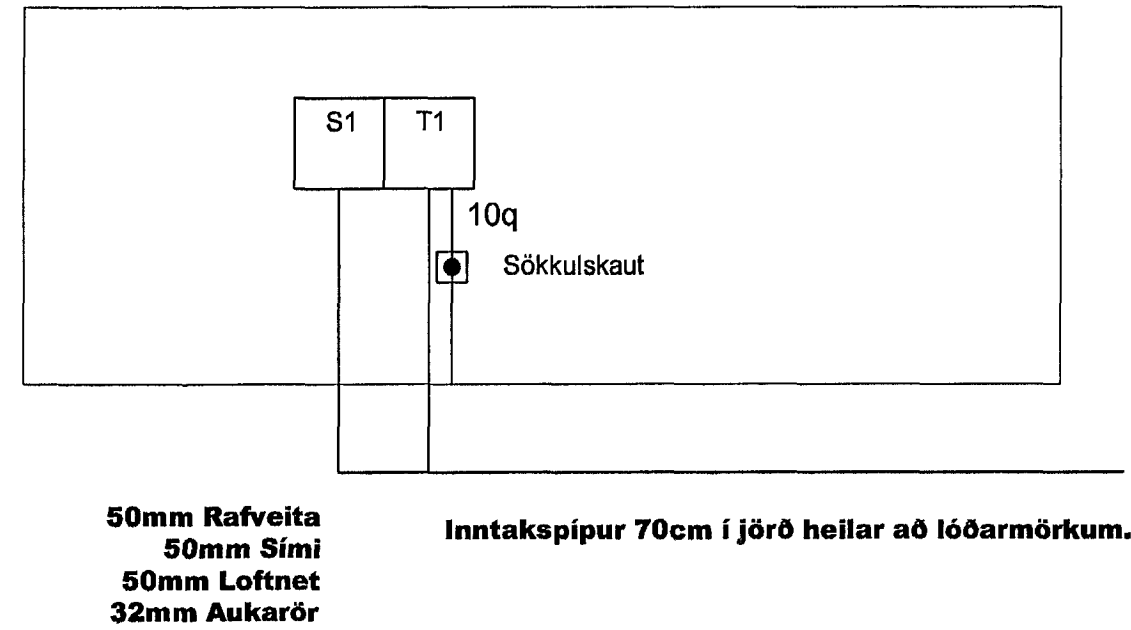 S1
T1
10q
Sökkulskaut
50mm Rafveita
50mm Sími
50mm Loftnet
32mm Aukarör
Inntakspípur 70cm í jörð heilar að lóðarmörkum.